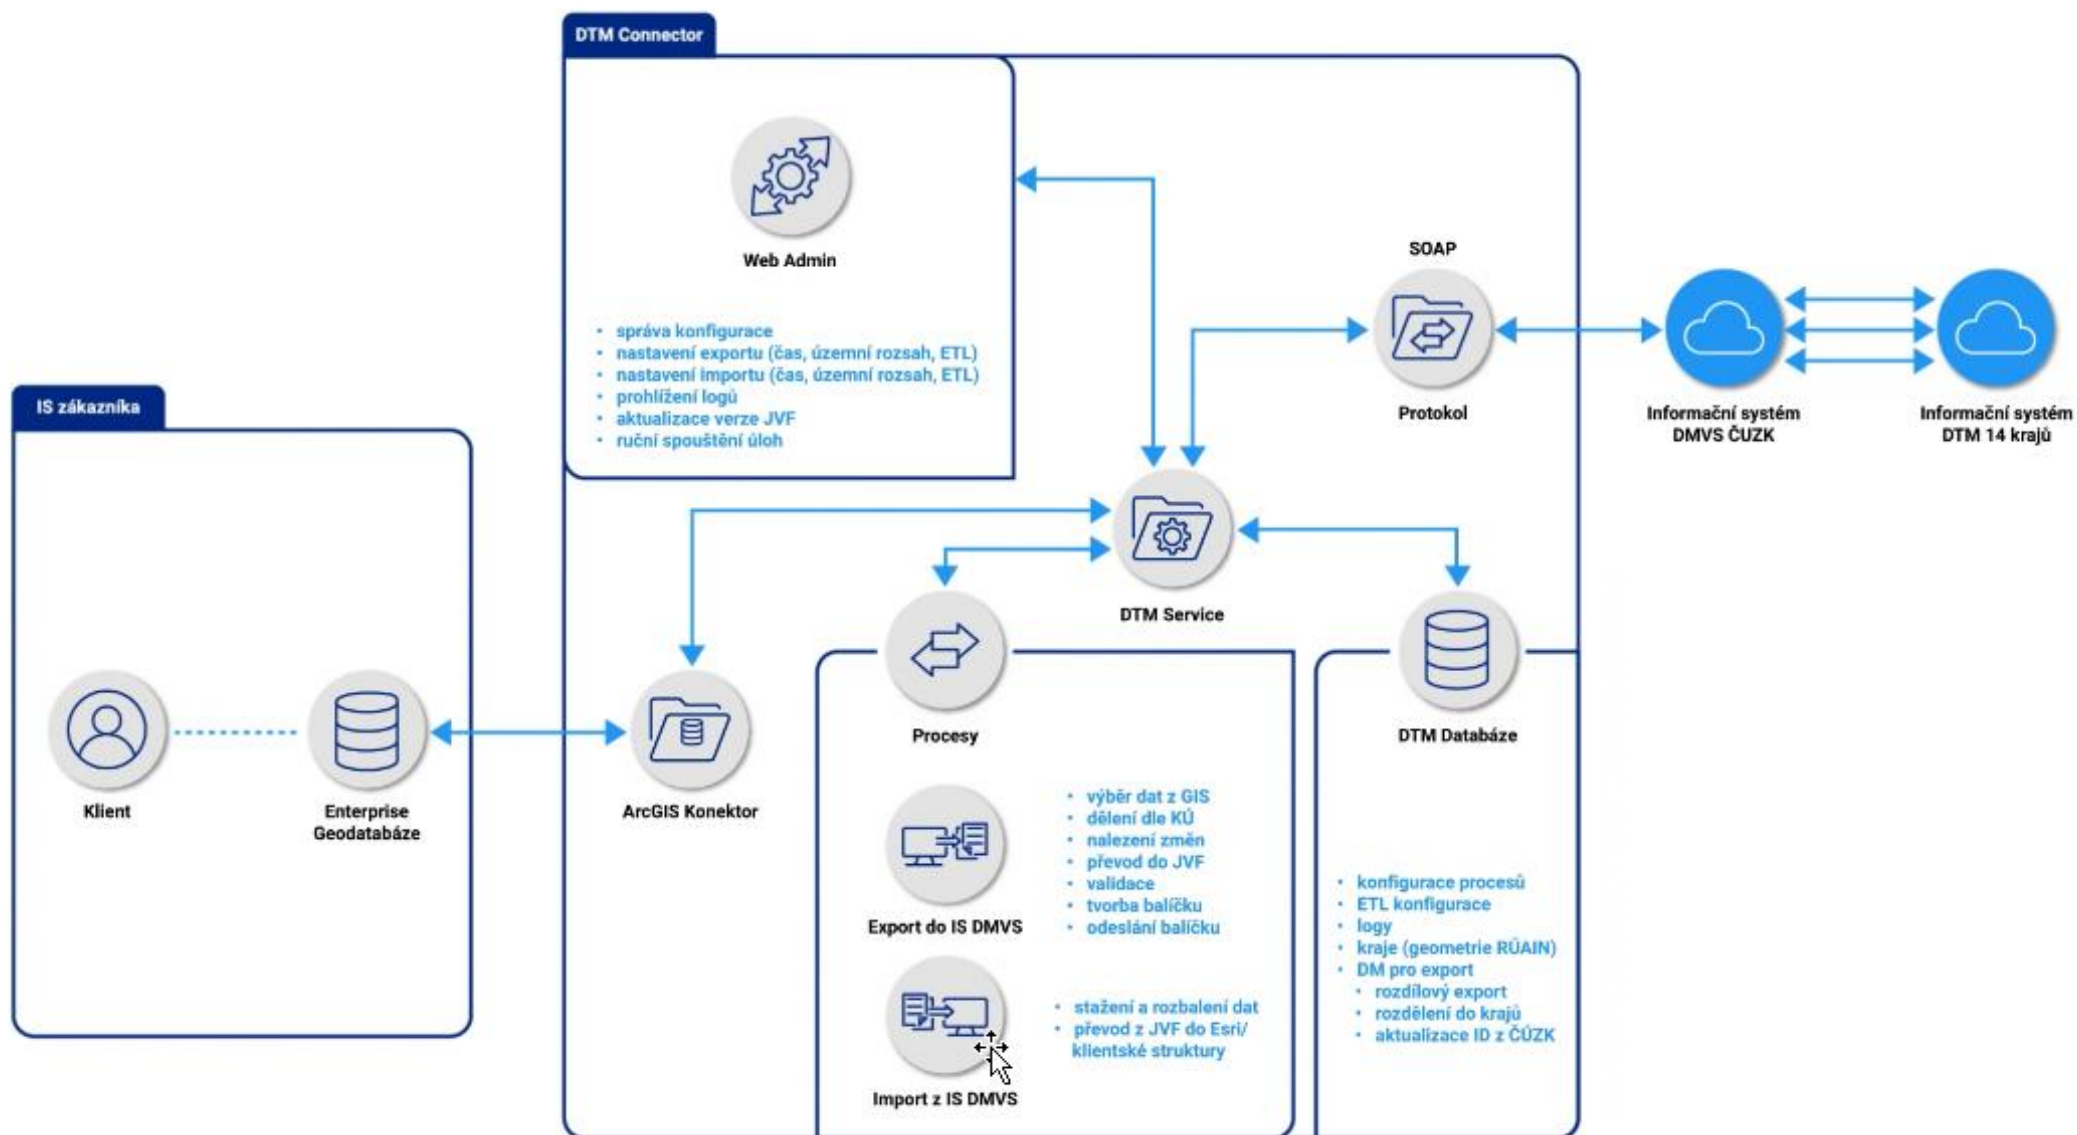 DTM Connector
Web Admin
• správa konfigurace
• nastavení exportu (čas, územní rozsah, ETL)
• nastavení importu (čas, územní rozsah, ETL)
• prohlížení logů
• aktualizace verze JVF
• ruční spouštění úloh
SOAP
Protokol
Informační systém
DMVS ČUZK
Informační systém
DTM 14 krajů
IS zákazníka
Klient
Enterprise
Geodatabáze
ArcGIS Konektor
DTM Service
Procesy
Export do IS DMVS
• výběr dat z GIS
• dělení dle KÚ
• nalezení změn
• převod do JVF
• validace
• tvorba balíčku
• odeslání balíčku
Import z IS DMVS
• stažení a rozbalení dat
• převod z JVF do Esri/
klientské struktury
DTM Databáze
• konfigurace procesů
• ETL konfigurace
• logy
• kraje (geometrie RÚAIN)
• DM pro export
• rozdílový export
• rozdělení do krajů
• aktualizace ID z ČÚZK